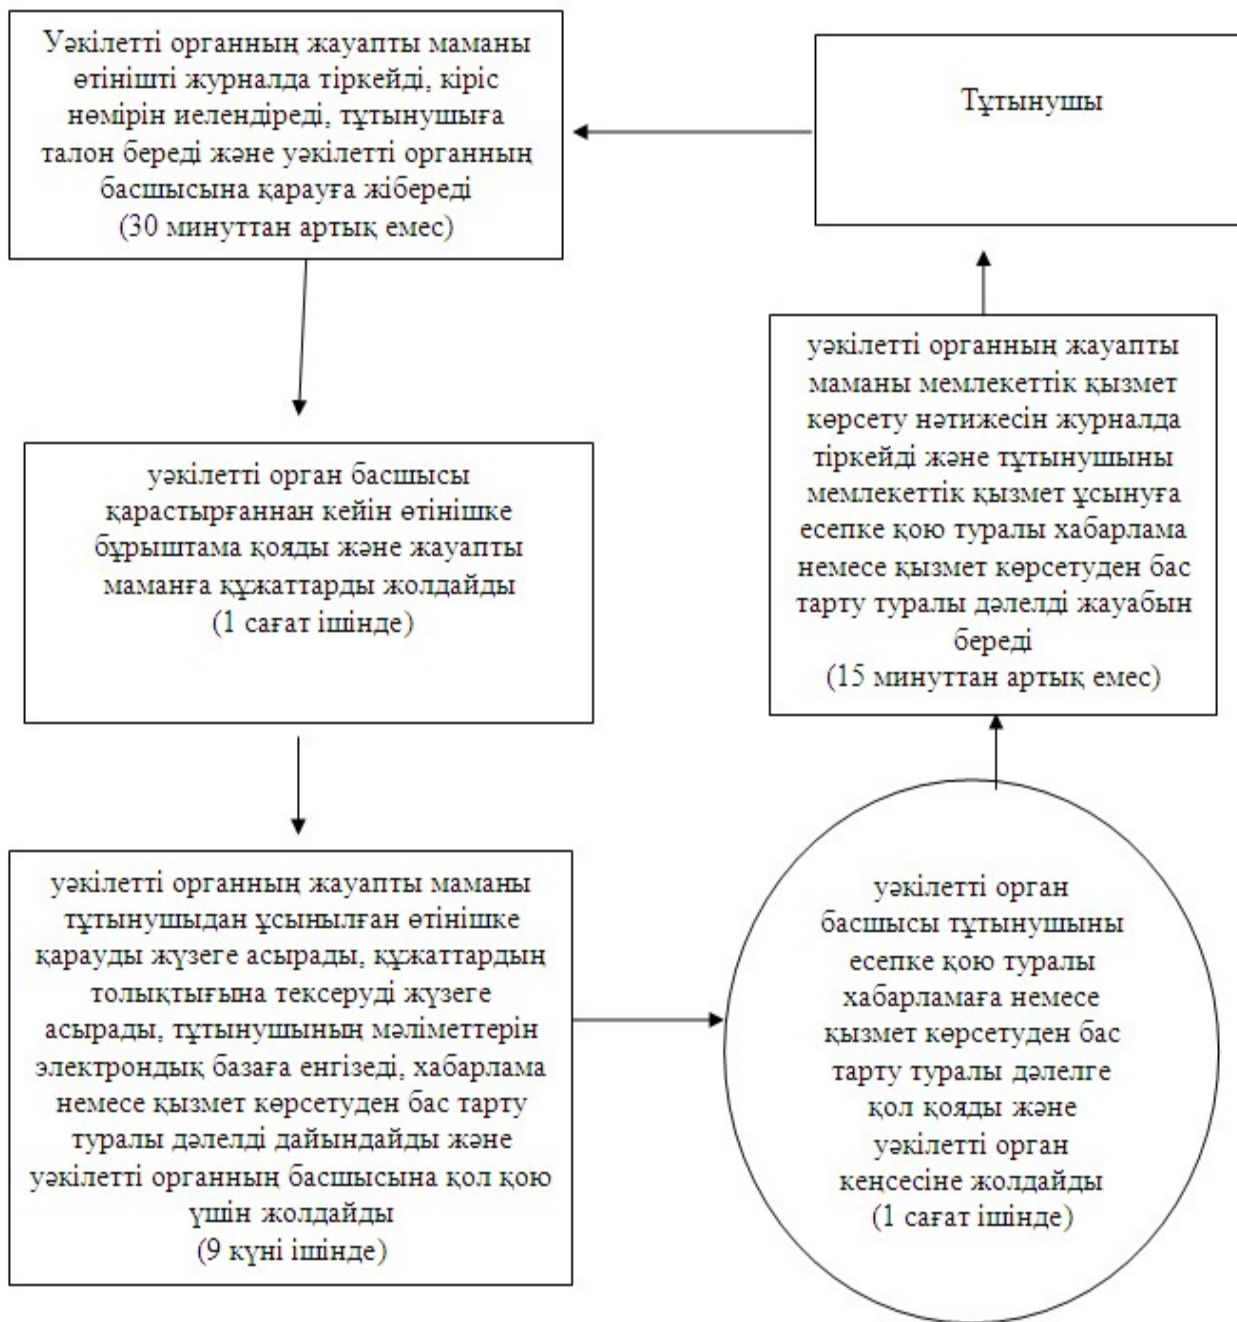 Уәкілетті органның жауапты маманы
өтінішті журналда тіркейді, кіріс
нөмірін иелендіреді, тұтынушыға
талон береді және уәкілетті органның
басшысына қарауға жібереді
(30 минуттан артық емес)
Тұтынушы
уәкілетті орган басшысы
қарастырғаннан кейін өтінішке
бұрыштама қояды және жауапты
маманға құжаттарды жолдайды
(1 сағат ішінде)
уәкілетті органның жауапты
маманы мемлекеттік қызмет
көрсету нәтижесін журналда
тіркейді және тұтынушыны
мемлекеттік қызмет ұсынуға
есепке қою туралы хабарлама
немесе қызмет көрсетуден бас
тарту туралы дәлелді жауабын
береді
(15 минуттан артық емес)
уәкілетті органның жауапты маманы
тұтынушыдан ұсынылған өтінішке
қарауды жүзеге асырады, құжаттардың
толықтығына тексеруді жүзеге
асырады, тұтынушының мәліметтерін
электрондық базаға енгізеді, хабарлама
немесе қызмет көрсетуден бас тарту
туралы дәлелді дайындайды және
уәкілетті органның басшысына қол қою
үшін жолдайды
(9 күні ішінде)
уәкілетті орган
басшысы тұтынушыны
есепке қою туралы
хабарламаға немесе
қызмет көрсетуден бас
тарту туралы дәлелге
қол қояды және
уәкілетті орган
кеңсесіне жолдайды
(1 сағат ішінде)